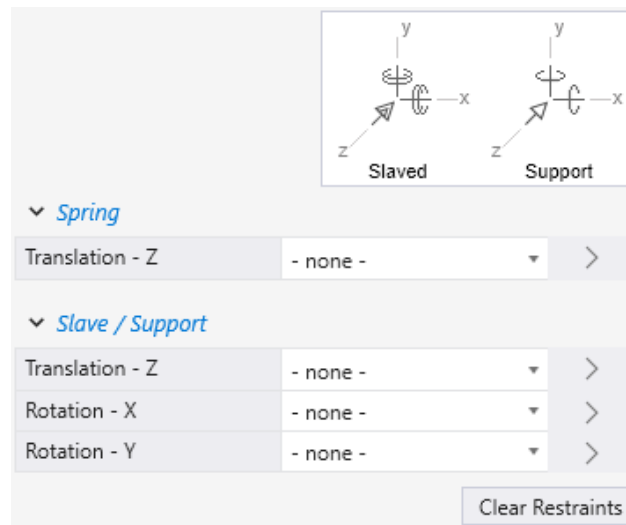 y y
x x
z z
Slaved Support
Spring
Translation - Z - none -
Slave / Support
Translation - Z - none -
Rotation - X - none -
Rotation - Y - none -
Clear Restraints